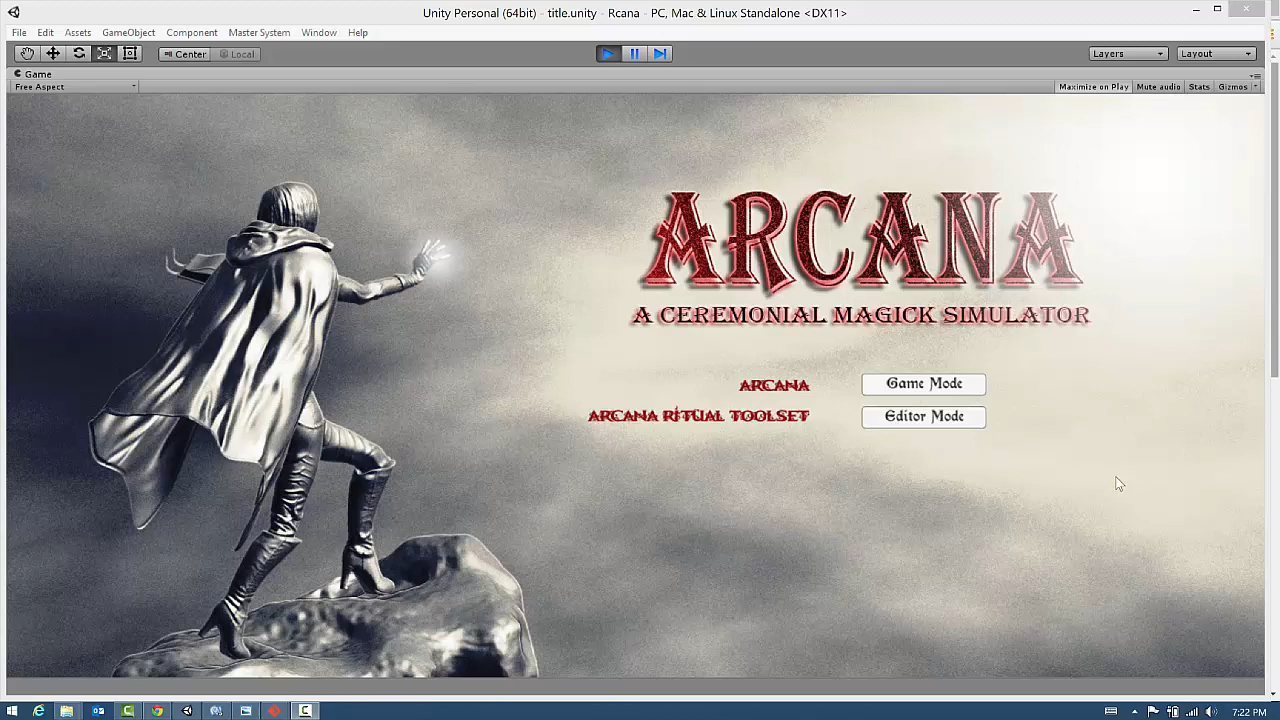 Unity Personal (64bit) - title.unity - Rcana - PC, Mac & Linux Standalone <DX11>
File Edit Assets GameObject Component Master System Window Help
Center Local Layers Layout
Game
Free Aspect Maximize on Play Mute audio Stats Gizmos
ARCANA
A CEREMONIAL MAGICK SIMULATOR
ARCANA Game Mode
ARCANA RITUAL TOOLSET Editor Mode
7:22 PM